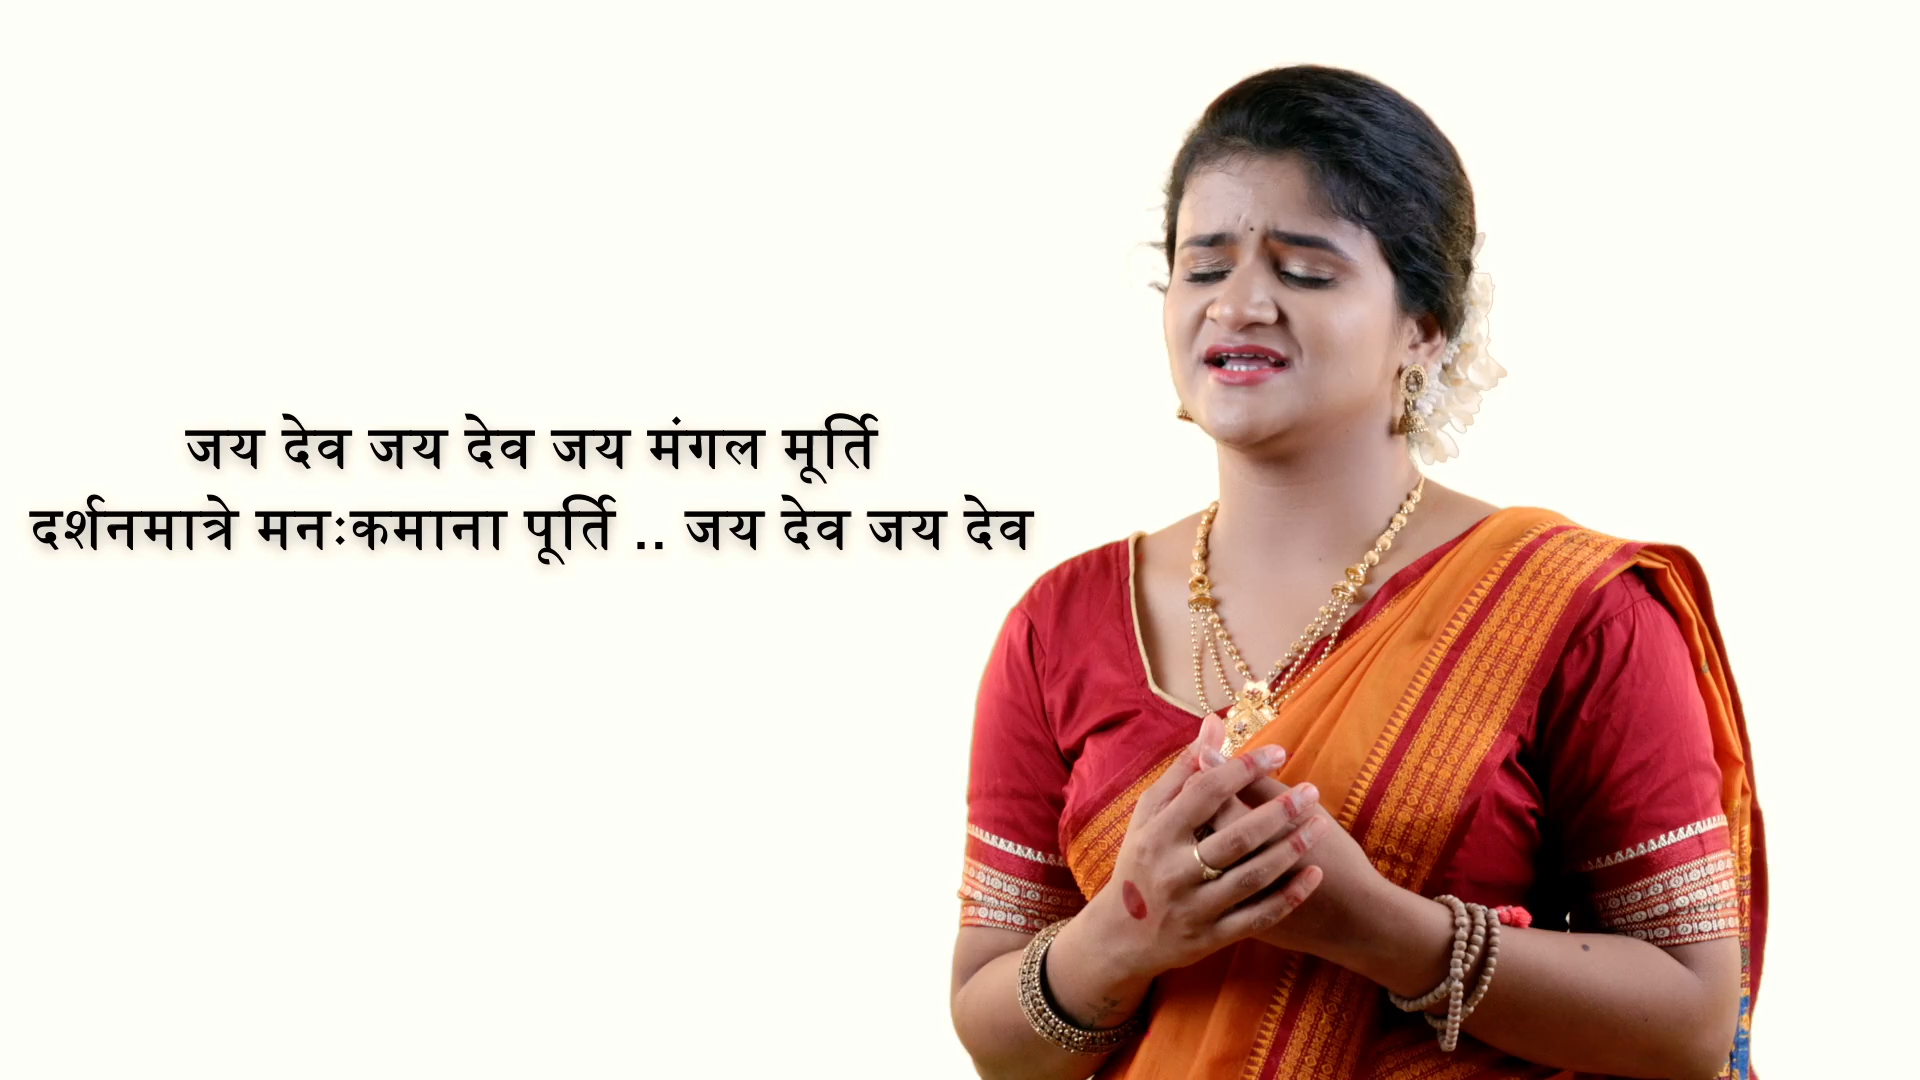 जय देव जय देव जय मंगल मूर्ति
दर्शनमात्रे मनःकमाना पूर्ति .. जय देव जय देव